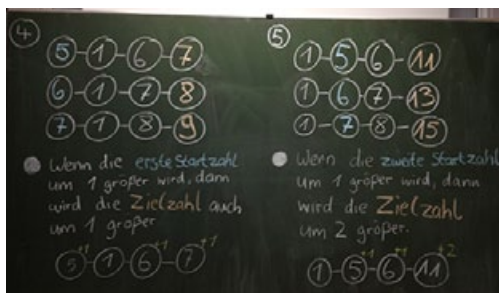 ④
5-1-6-7
6-1-7-8
7-1-8-9
Wenn die erste Startzahl
um 1 größer wird, dann
wird die Zielzahl auch
um 1 größer
+1 +1 +1
5-1-6-7
⑤
1-5-6-11
1-6-7-13
1-7-8-15
Wenn die zweite Startzahl
um 1 größer wird, dann
wird die Zielzahl
um 2 größer.
+1 +1 +2
1-5-6-11